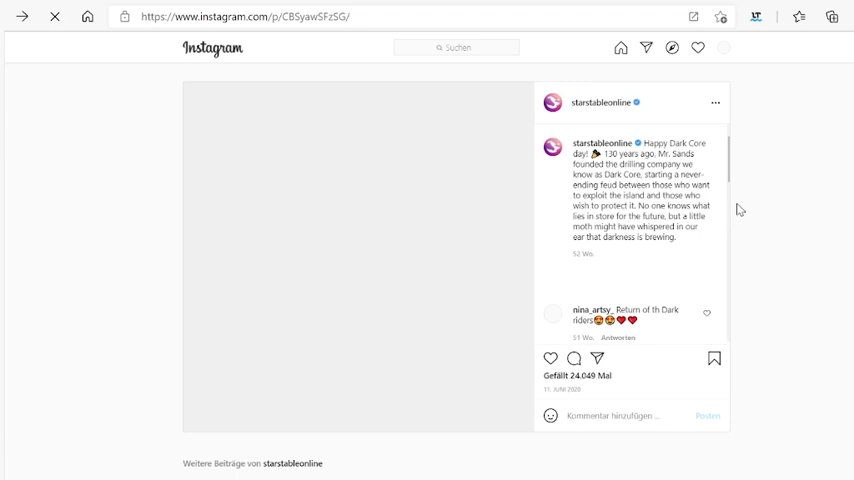 https://www.instagram.com/p/CBSyawSFzSG/
LT
Instagram
Suchen
starstableonline
starstableonline Happy Dark Core
day! 130 years ago, Mr. Sands
founded the drilling company we
know as Dark Core, starting a never-
ending feud between those who want
to exploit the island and those who
wish to protect it. No one knows what
lies in store for the future, but a little
moth might have whispered in our
ear that darkness is brewing.
52 Wo.
nina_artsy_ Return of th Dark
riders😍😍❤️❤️
51 Wo. Antworten
Gefällt 24.049 Mal
11. JUNI 2020
Kommentar hinzufügen ... Posten
Weitere Beiträge von starstableonline